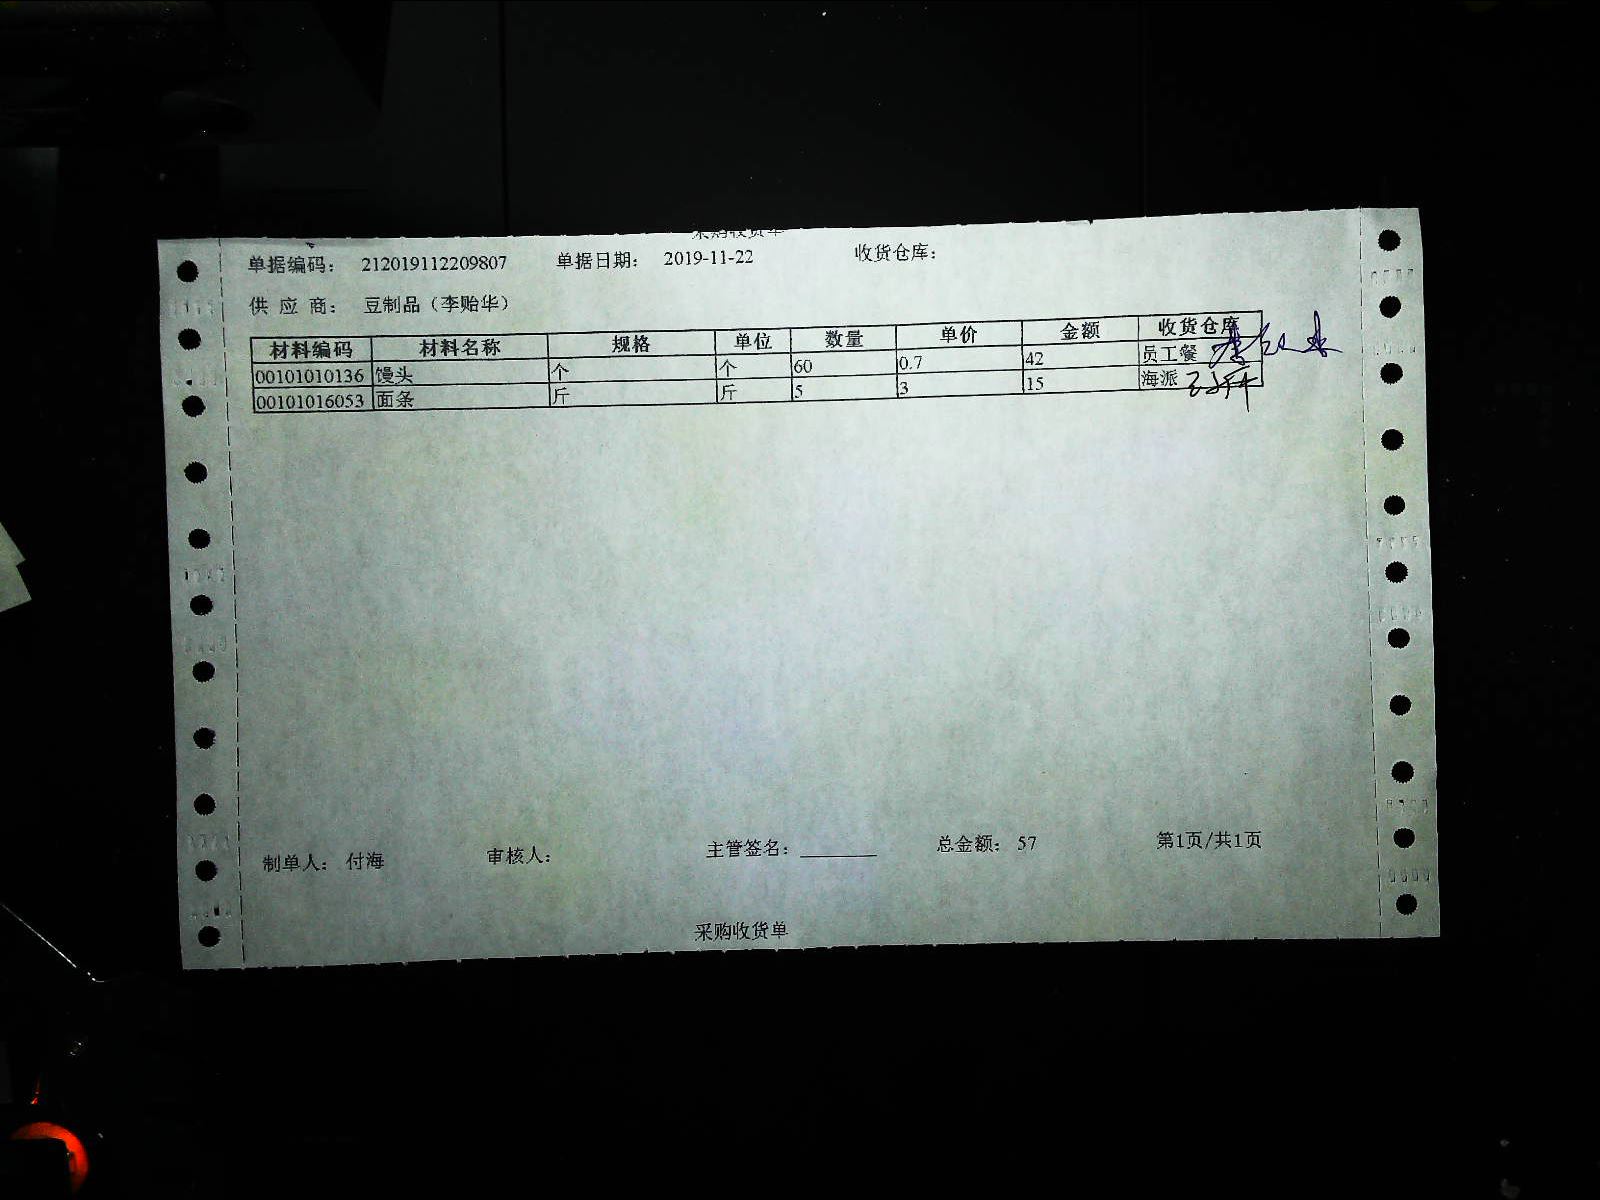 采购收货单
单据编码: 212019112209807 单据日期: 2019-11-22 收货仓库:
供应商: 豆制品(李贻华)
材料编码 材料名称 规格 单位 数量 单价 金额 收货仓库
00101010136 馒头 个 个 60 0.7 42 员工餐
00101016053 面条 斤 斤 5 3 15 海派
制单人: 付海 审核人: 主管签名: ________ 总金额: 57 第1页/共1页
采购收货单